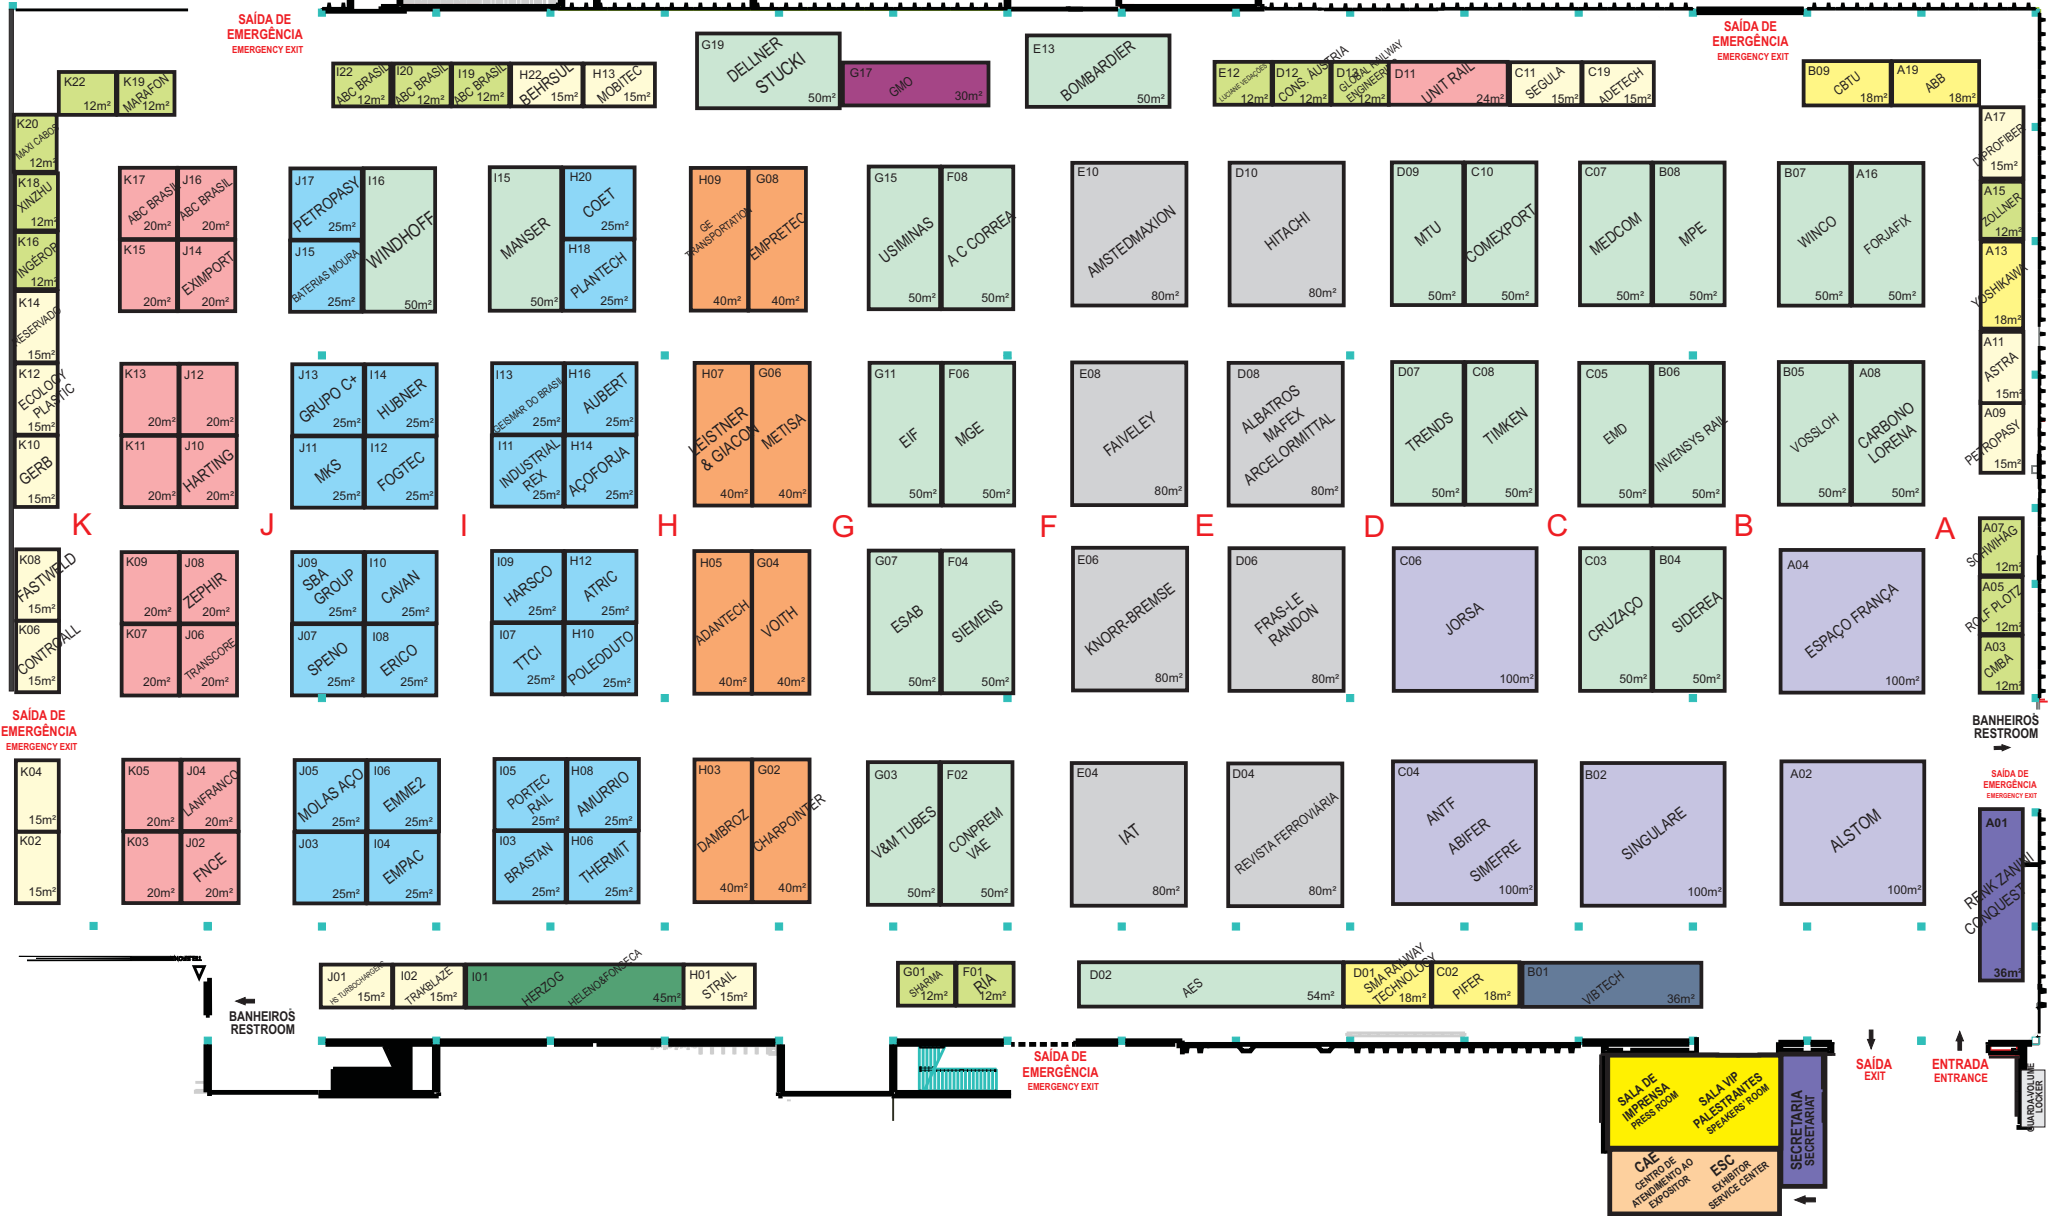 SAÍDA DE
EMERGÊNCIA
EMERGENCY EXIT
SAÍDA DE
EMERGÊNCIA
EMERGENCY EXIT
K22
12m²
K19
MARAFON
12m²
I22
ABC BRASIL
12m²
I20
ABC BRASIL
12m²
I19
ABC BRASIL
12m²
H22
BEHRSUL
15m²
H13
MOBITEC
15m²
G19
DELLNER
STUCKI
50m²
G17
GMO
30m²
E13
BOMBARDIER
50m²
E12
LUCIANE VEDAÇÕES
12m²
D12
CONS. ÁUSTRIA
12m²
D13
GLOBAL RAILWAY
ENGINEERING
12m²
D11
UNIT RAIL
24m²
C11
SEGULA
15m²
C19
ADETECH
15m²
B09
CBTU
18m²
A19
ABB
18m²
K20
MAXI CABOS
12m²
K18
XINZHU
12m²
K16
INGÉROP
12m²
K14
RESERVADO
15m²
K12
ECOLOGY
PLASTIC
15m²
K10
GERB
15m²
K17
ABC BRASIL
20m²
J16
ABC BRASIL
20m²
K15
20m²
J14
EXIMPORT
20m²
J17
PETROPASY
25m²
J15
BATERIAS MOURA
25m²
I16
WINDHOFF
50m²
I15
MANSER
50m²
H20
COET
25m²
H18
PLANTECH
25m²
H09
GE
TRANSPORTATION
40m²
G08
EMPRETEC
40m²
G15
USIMINAS
50m²
F08
A C CORREA
50m²
E10
AMSTEDMAXION
80m²
D10
HITACHI
80m²
D09
MTU
50m²
C10
COMEXPORT
50m²
C07
MEDCOM
50m²
B08
MPE
50m²
B07
WINCO
50m²
A16
FORJAFIX
50m²
A17
DIPROFIBER
15m²
A15
ZOLLNER
12m²
A13
YOSHIKAWA
18m²
A11
ASTRA
15m²
A09
PETROPASY
15m²
K13
20m²
J12
20m²
K11
20m²
J10
HARTING
20m²
J13
GRUPO C+
25m²
I14
HUBNER
25m²
J11
MKS
25m²
I12
FOGTEC
25m²
I13
GEISMAR DO BRASIL
25m²
H16
AUBERT
25m²
I11
INDUSTRIAL
REX
25m²
H14
AÇOFORJA
25m²
H07
LEISTNER
& GIACON
40m²
G06
METISA
40m²
G11
EIF
50m²
F06
MGE
50m²
E08
FAIVELEY
80m²
D08
ALBATROS
MAFEX
ARCELORMITTAL
80m²
D07
TRENDS
50m²
C08
TIMKEN
50m²
C05
EMD
50m²
B06
INVENSYS RAIL
50m²
B05
VOSSLOH
50m²
A08
CARBONO
LORENA
50m²
K
J
I
H
G
F
E
D
C
B
A
K08
FASTWELD
15m²
K06
CONTROALL
15m²
K09
20m²
J08
ZEPHIR
20m²
K07
20m²
J06
TRANSCORE
20m²
J09
SBA
GROUP
25m²
I10
CAVAN
25m²
J07
SPENO
25m²
I08
ERICO
25m²
I09
HARSCO
25m²
H12
ATRIC
25m²
I07
TTCI
25m²
H10
POLEODUTO
25m²
H05
ADANTECH
40m²
G04
VOITH
40m²
G07
ESAB
50m²
F04
SIEMENS
50m²
E06
KNORR-BREMSE
80m²
D06
FRAS-LE
RANDON
80m²
C06
JORSA
100m²
C03
CRUZAÇO
50m²
B04
SIDEREA
50m²
A04
ESPAÇO FRANÇA
100m²
A07
SCHWIHAG
12m²
A05
ROLF PLOTZ
12m²
A03
CMBA
12m²
SAÍDA DE
EMERGÊNCIA
EMERGENCY EXIT
BANHEIROS
RESTROOM
SAÍDA DE
EMERGÊNCIA
EMERGENCY EXIT
K04
15m²
K02
15m²
K05
20m²
J04
LANFRANCO
20m²
K03
20m²
J02
FNCE
20m²
J05
MOLAS AÇO
25m²
I06
EMME2
25m²
J03
25m²
I04
EMPAC
25m²
I05
PORTEC
RAIL
25m²
H08
AMURRIO
25m²
I03
BRASTAN
25m²
H06
THERMIT
25m²
H03
DAMBROZ
40m²
G02
CHARPOINTER
40m²
G03
V&M TUBES
50m²
F02
CONPREM
VAE
50m²
E04
IAT
80m²
D04
REVISTA FERROVIÁRIA
80m²
C04
ANTF
ABIFER
SIMEFRE
100m²
B02
SINGULARE
100m²
A02
ALSTOM
100m²
A01
RENK ZANINI
CONQUEST
36m²
J01
HS TURBOCHARGERS
15m²
I02
TRAKBLAZE
15m²
I01
HERZOG
HELENO&FONSECA
45m²
H01
STRAIL
15m²
G01
SHARMA
12m²
F01
RIA
12m²
D02
AES
54m²
D01
SMA RAILWAY
TECHNOLOGY
18m²
C02
PIFER
18m²
B01
VIBTECH
36m²
BANHEIROS
RESTROOM
SAÍDA DE
EMERGÊNCIA
EMERGENCY EXIT
SAÍDA
EXIT
ENTRADA
ENTRANCE
GUARDA-VOLUME
LOCKER
SALA DE
IMPRENSA
PRESS ROOM
SALA VIP
PALESTRANTES
SPEAKERS' ROOM
SECRETARIA
SECRETARIAT
CAE
CENTRO DE
ATENDIMENTO AO
EXPOSITOR
ESC
EXHIBITOR
SERVICE CENTER